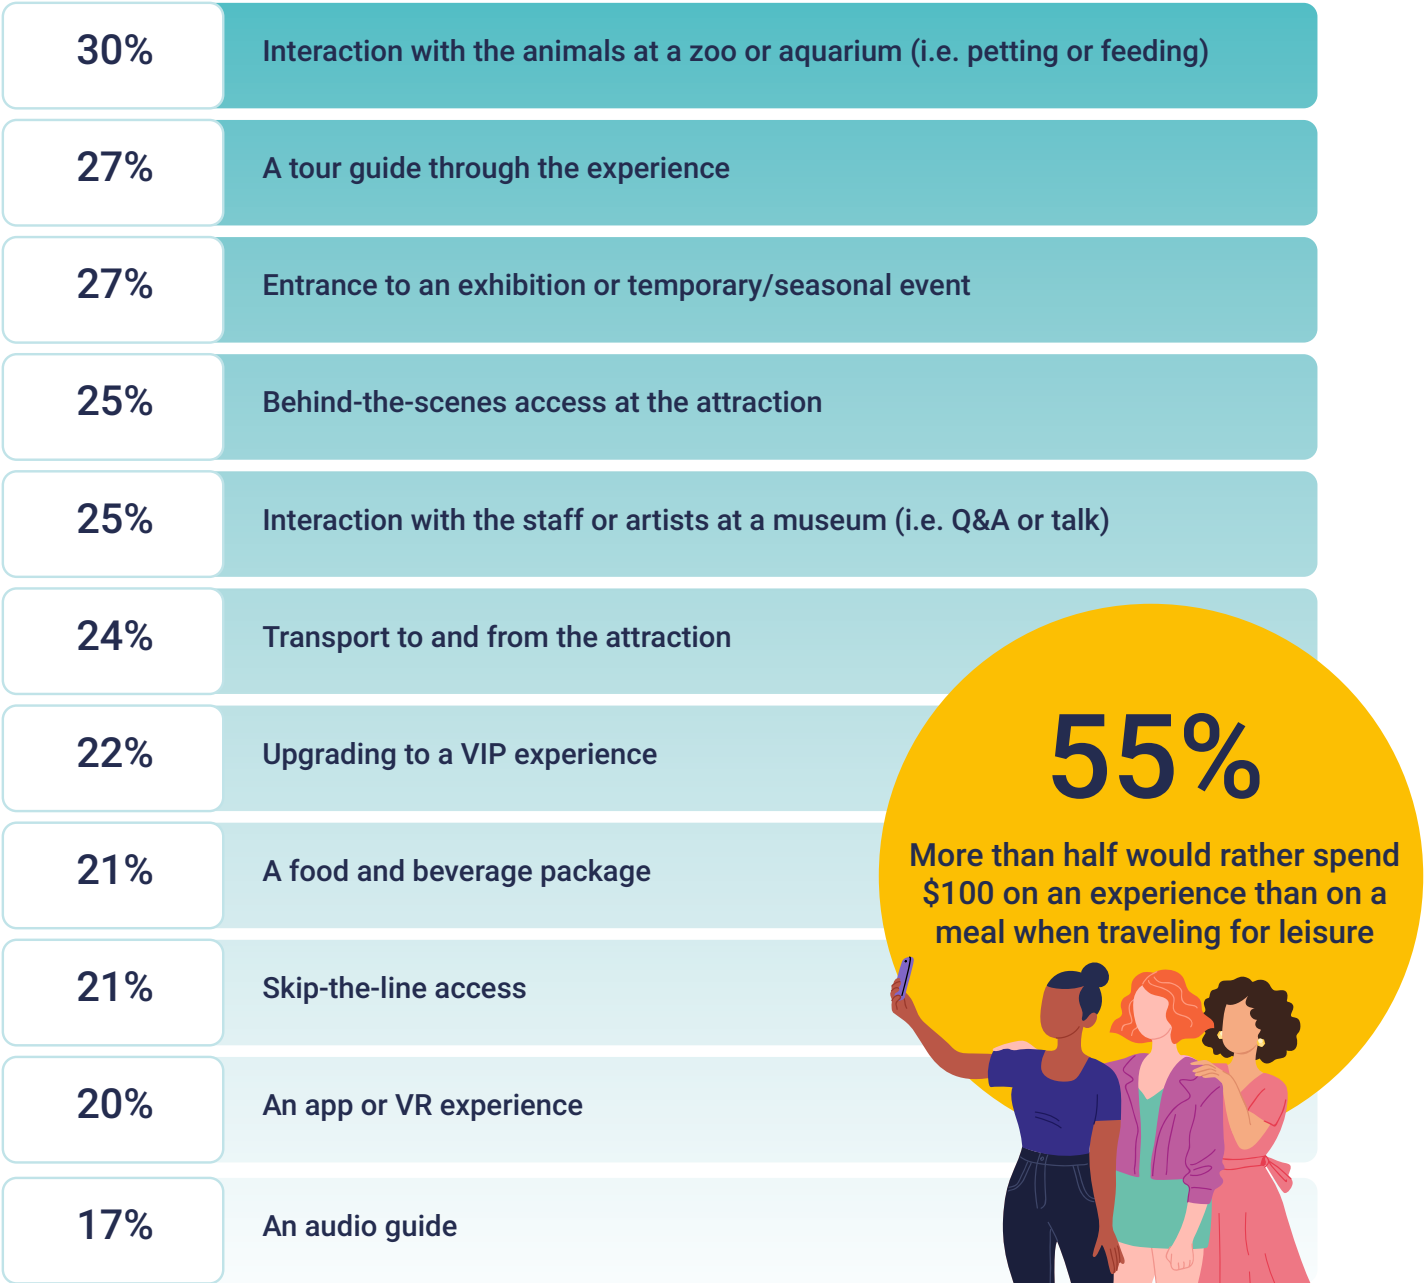 30% Interaction with the animals at a zoo or aquarium (i.e. petting or feeding)
27% A tour guide through the experience
27% Entrance to an exhibition or temporary/seasonal event
25% Behind-the-scenes access at the attraction
25% Interaction with the staff or artists at a museum (i.e. Q&A or talk)
24% Transport to and from the attraction
22% Upgrading to a VIP experience
21% A food and beverage package
21% Skip-the-line access
20% An app or VR experience
17% An audio guide
55%
More than half would rather spend
$100 on an experience than on a
meal when traveling for leisure